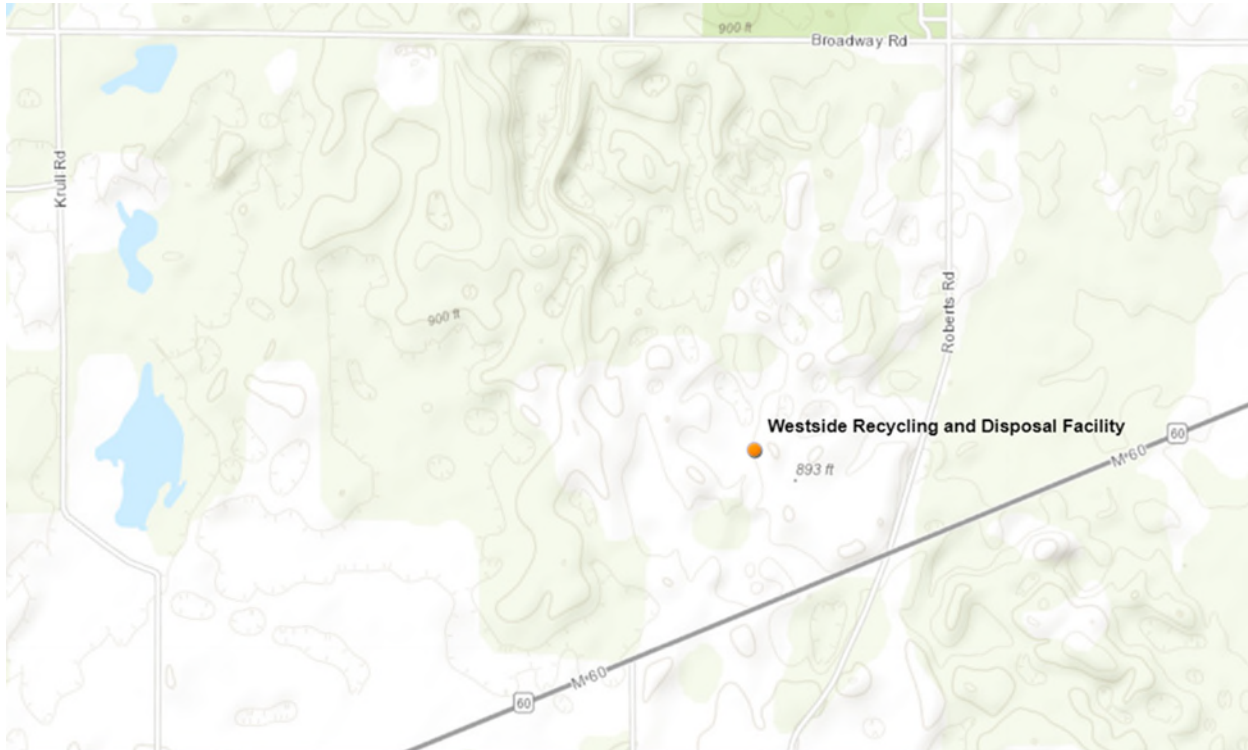 900 ft
Broadway Rd
Krull Rd
Roberts Rd
900 ft
Westside Recycling and Disposal Facility
60
M-60
893 ft
M-60
60